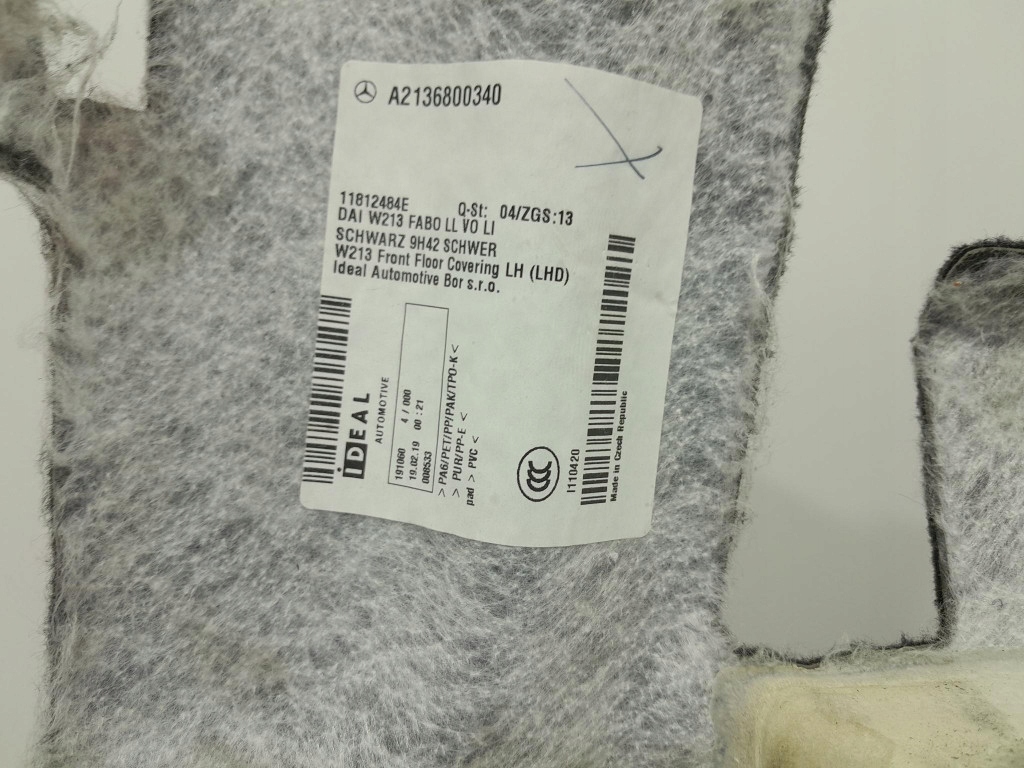 A2136800340
11812484E Q-St: 04/ZGS:13
DAI W213 FABO LL VO LI
SCHWARZ 9H42 SCHWER
W213 Front Floor Covering LH (LHD)
Ideal Automotive Bor s.r.o.
iDEAL
AUTOMOTIVE
191060 4 / 000
19.02.19 00 : 21
008533
> PA6/PET/PP/PAK/TPO-K <
> PUR/PP-E <
pad > PVC <
CCC
I110420
Made in Czech Republic